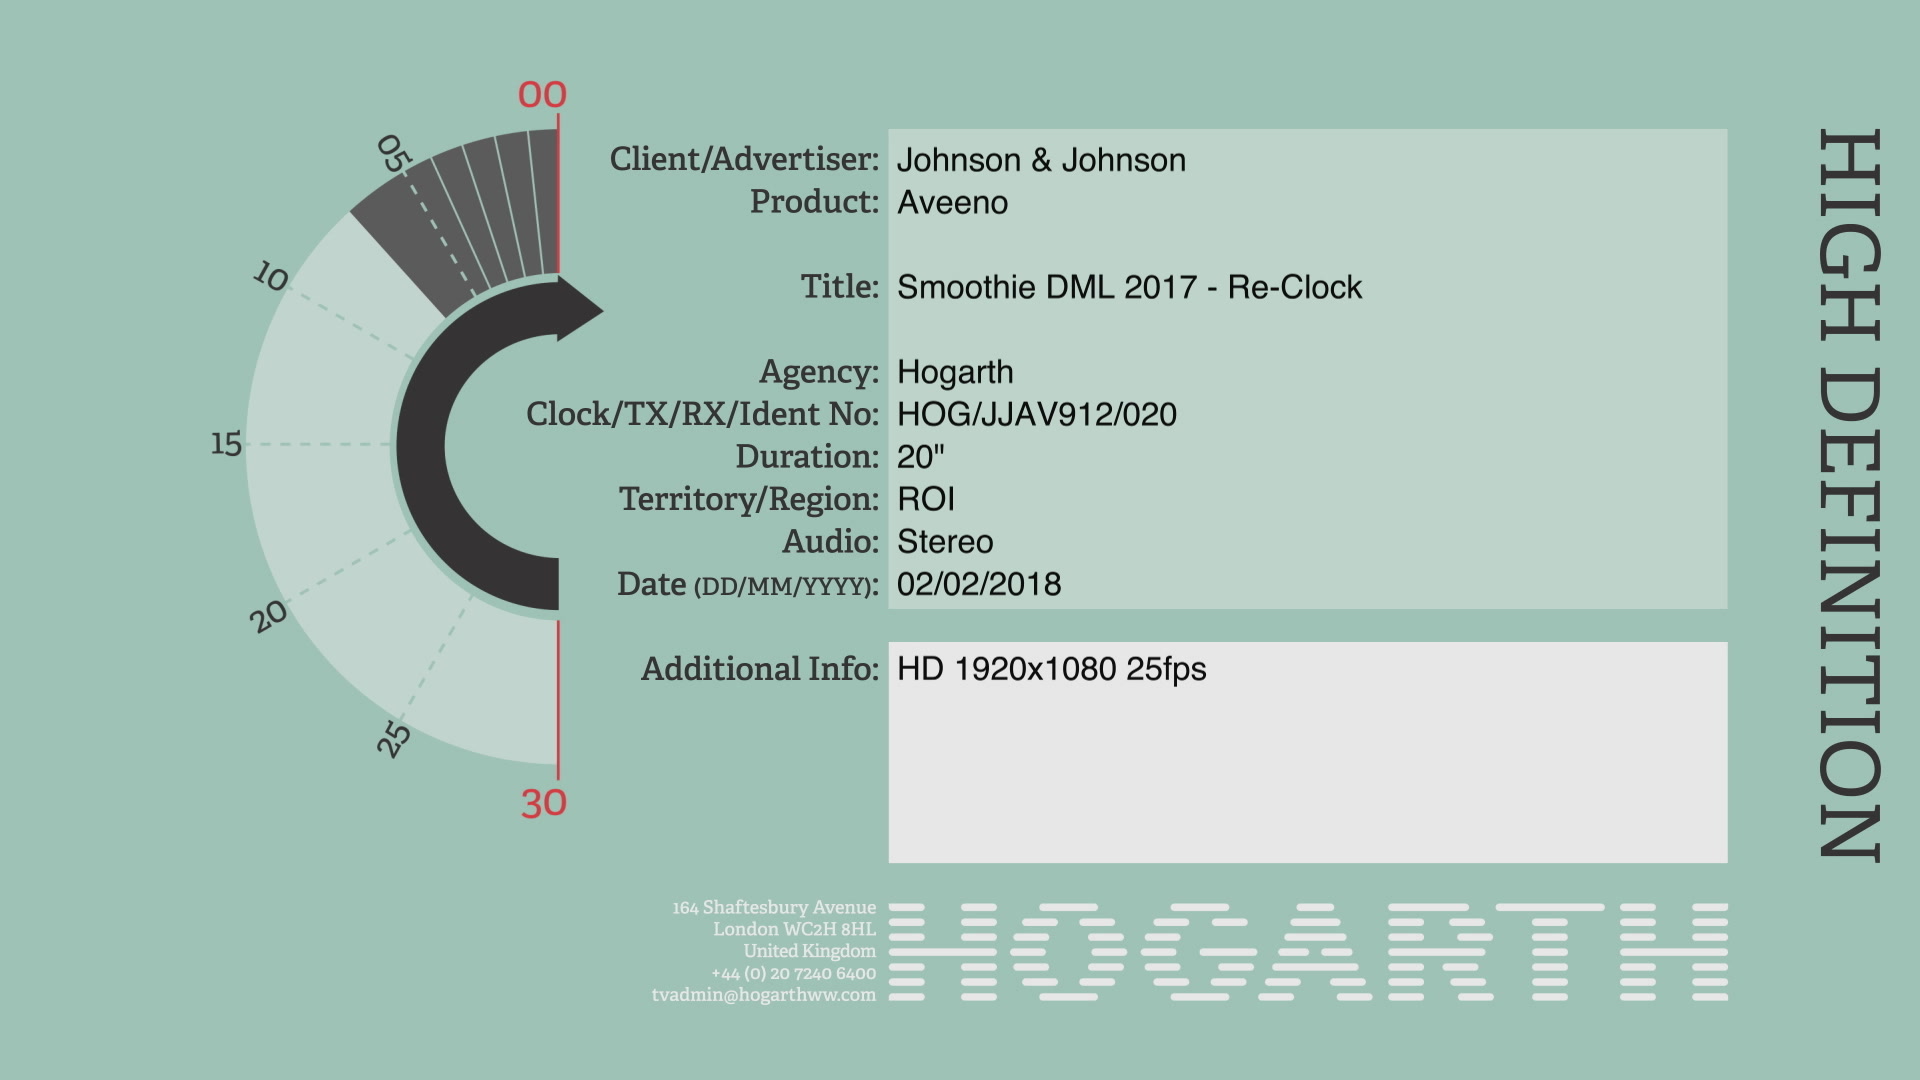 00
05
10
15
20
25
30
Client/Advertiser: Johnson & Johnson
Product: Aveeno
Title: Smoothie DML 2017 - Re-Clock
Agency: Hogarth
Clock/TX/RX/Ident No: HOG/JJAV912/020
Duration: 20"
Territory/Region: ROI
Audio: Stereo
Date (DD/MM/YYYY): 02/02/2018
Additional Info: HD 1920x1080 25fps
164 Shaftesbury Avenue
London WC2H 8HL
United Kingdom
+44 (0) 20 7240 6400
tvadmin@hogarthww.com
HOGARTH
HIGH DEFINITION